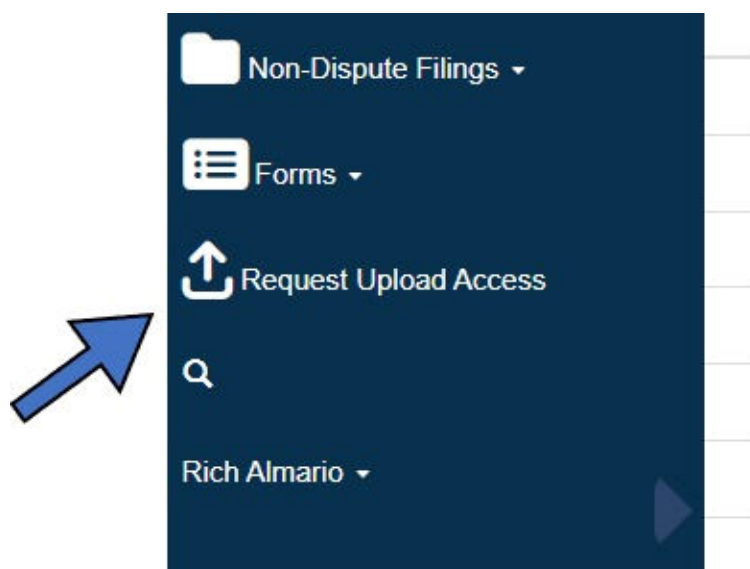 Non-Dispute Filings
Forms
Request Upload Access
Rich Almario